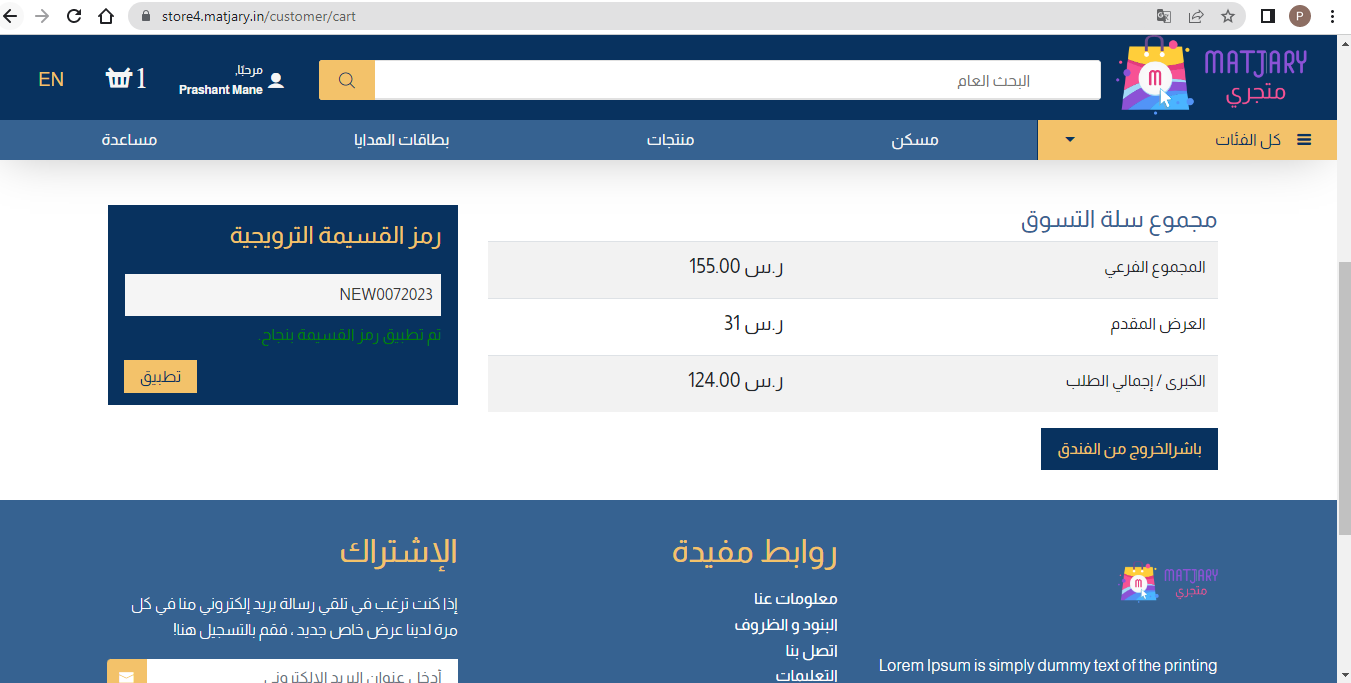 store4.matjary.in/customer/cart
P
MATJARY
متجري
البحث العام
مرحبًا,
Prashant Mane
1
EN
كل الفئات
مسكن
منتجات
بطاقات الهدايا
مساعدة
مجموع سلة التسوق
المجموع الفرعي
ر.س 155.00
العرض المقدم
ر.س 31
الكبرى / إجمالي الطلب
ر.س 124.00
باشرالخروج من الفندق
رمز القسيمة الترويجية
NEW0072023
تم تطبيق رمز القسيمة بنجاح.
تطبيق
MATJARY
متجري
Lorem Ipsum is simply dummy text of the printing
روابط مفيدة
معلومات عنا
البنود و الظروف
اتصل بنا
التعليمات
الإشتراك
إذا كنت ترغب في تلقي رسالة بريد إلكتروني منا في كل
مرة لدينا عرض خاص جديد ، فقم بالتسجيل هنا!
أدخل عنوان البريد الالكتروني